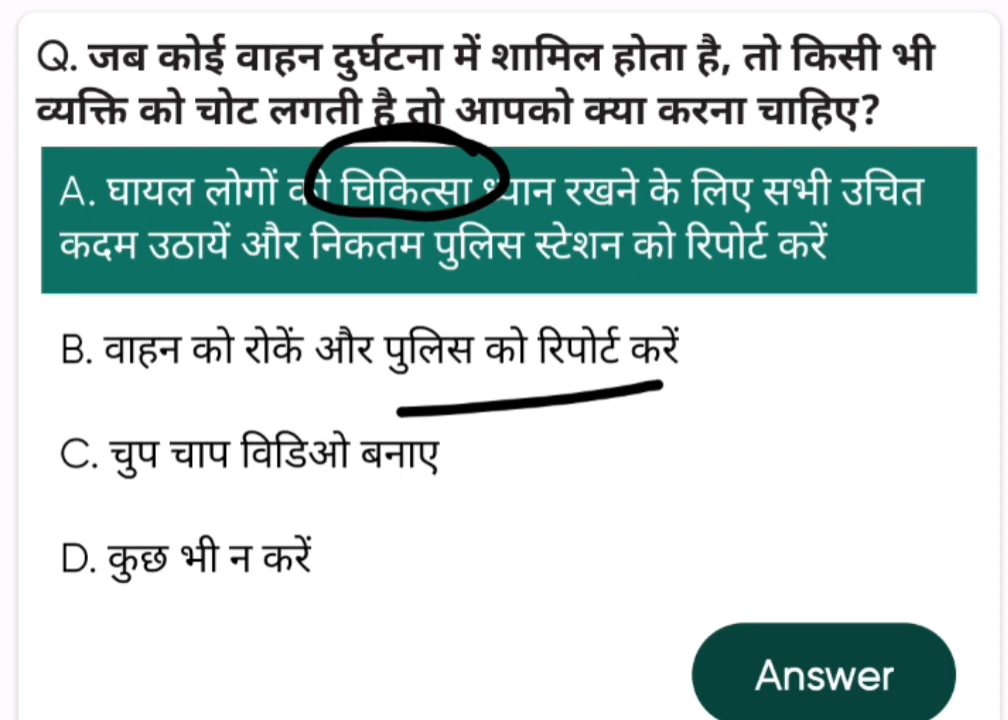 Q. जब कोई वाहन दुर्घटना में शामिल होता है, तो किसी भी
व्यक्ति को चोट लगती है तो आपको क्या करना चाहिए?
A. घायल लोगों को चिकित्सा ध्यान रखने के लिए सभी उचित
कदम उठायें और निकतम पुलिस स्टेशन को रिपोर्ट करें
B. वाहन को रोकें और पुलिस को रिपोर्ट करें
C. चुप चाप विडिओ बनाए
D. कुछ भी न करें
Answer